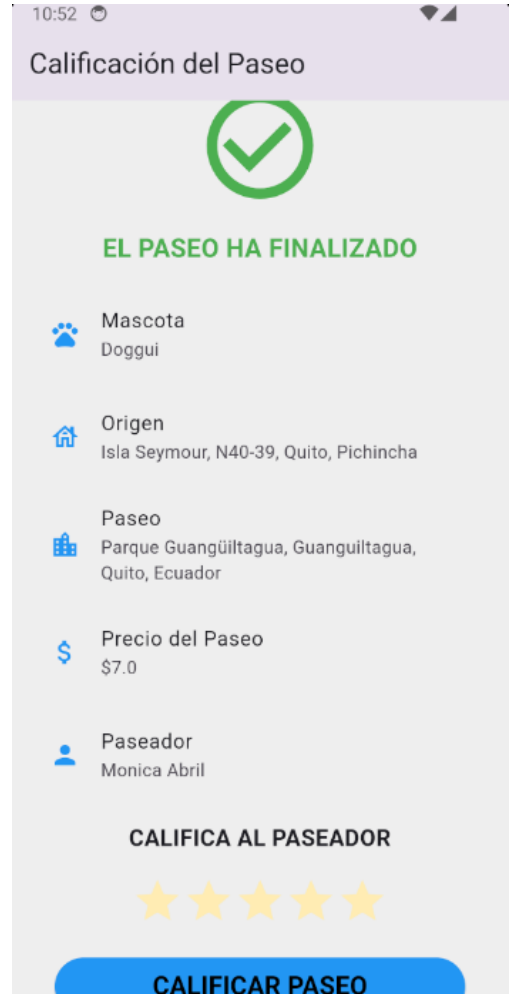 10:52
Calificación del Paseo
EL PASEO HA FINALIZADO
Mascota
Doggui
Origen
Isla Seymour, N40-39, Quito, Pichincha
Paseo
Parque Guangüiltagua, Guanguiltagua,
Quito, Ecuador
Precio del Paseo
$7.0
Paseador
Monica Abril
CALIFICA AL PASEADOR
CALIFICAR PASEO